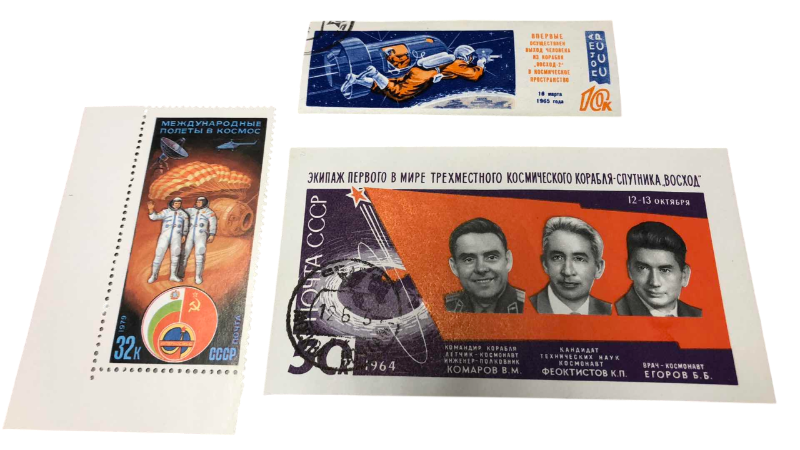 ВПЕРВЫЕ
ОСУЩЕСТВЛЕН
ВЫХОД ЧЕЛОВЕКА
ИЗ КОРАБЛЯ
„ВОСХОД-2"
В КОСМИЧЕСКОЕ
ПРОСТРАНСТВО
18 марта
1965 года
ПОЧТА
СССР
10к
МЕЖДУНАРОДНЫЕ
ПОЛЕТЫ В КОСМОС
1979
32к
ПОЧТА
СССР
ЭКИПАЖ ПЕРВОГО В МИРЕ ТРЕХМЕСТНОГО КОСМИЧЕСКОГО КОРАБЛЯ-СПУТНИКА „ВОСХОД"
12-13 ОКТЯБРЯ
ПОЧТА СССР
1964
КОМАНДИР КОРАБЛЯ
ЛЕТЧИК-КОСМОНАВТ
ИНЖЕНЕР-ПОЛКОВНИК
КОМАРОВ В.М.
КАНДИДАТ
ТЕХНИЧЕСКИХ НАУК
КОСМОНАВТ
ФЕОКТИСТОВ К.П.
ВРАЧ-КОСМОНАВТ
ЕГОРОВ Б.Б.